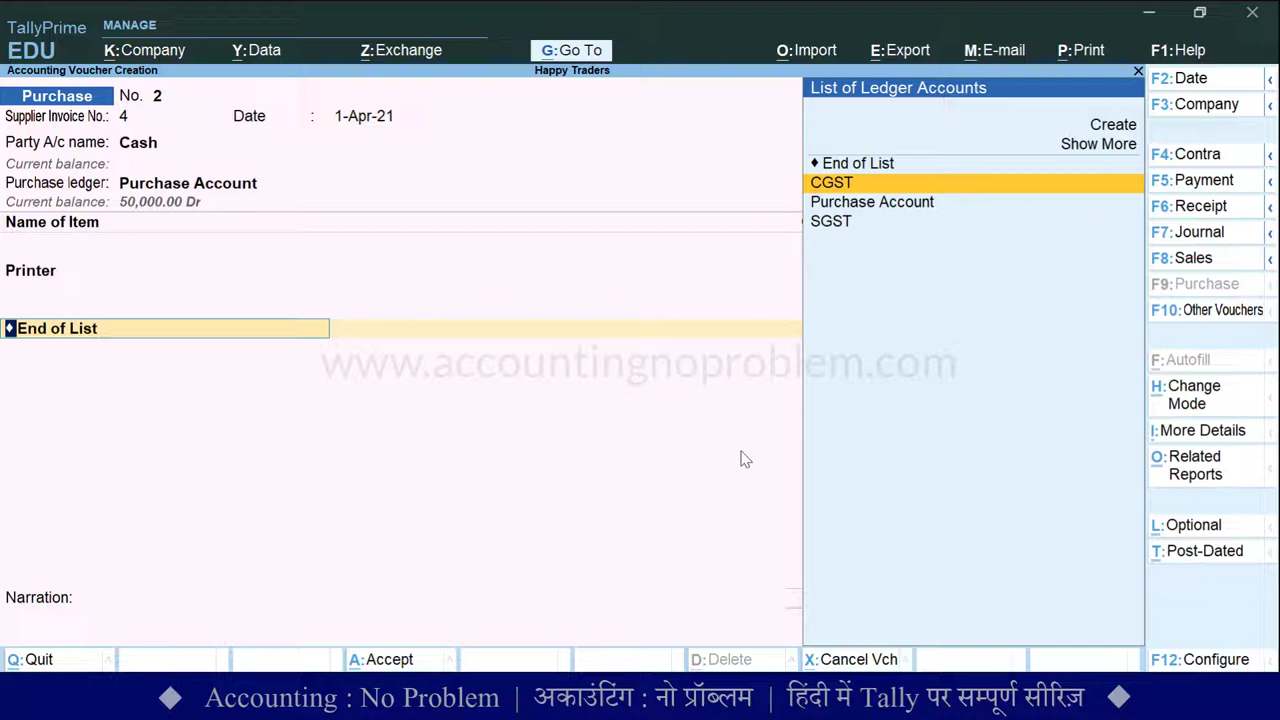 TallyPrime
EDU
MANAGE
K:Company
Y:Data
Z:Exchange
G:Go To
O:Import
E:Export
M:E-mail
P:Print
F1:Help
Accounting Voucher Creation
Happy Traders
Purchase No. 2
Supplier Invoice No.: 4 Date : 1-Apr-21
Party A/c name: Cash
Current balance:
Purchase ledger: Purchase Account
Current balance: 50,000.00 Dr
Name of Item
Printer
♦ End of List
www.accountingnoproblem.com
Narration:
List of Ledger Accounts
Create
Show More
♦ End of List
CGST
Purchase Account
SGST
F2:Date
F3:Company
F4:Contra
F5:Payment
F6:Receipt
F7:Journal
F8:Sales
F9:Purchase
F10:Other Vouchers
F:Autofill
H:Change
Mode
I:More Details
O:Related
Reports
L:Optional
T:Post-Dated
Q:Quit
A:Accept
D:Delete
X:Cancel Vch
F12:Configure
◆ Accounting : No Problem | अकाउंटिंग : नो प्रॉब्लम | हिंदी में Tally पर सम्पूर्ण सीरिज़ ◆